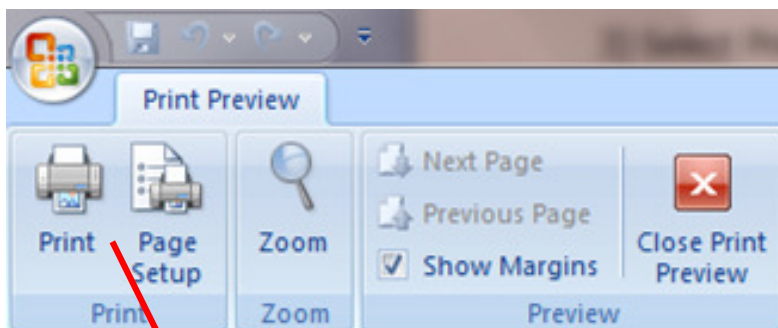 Print Preview
Next Page
Previous Page
Show Margins
Print
Page Setup
Zoom
Close Print Preview
Print
Zoom
Preview